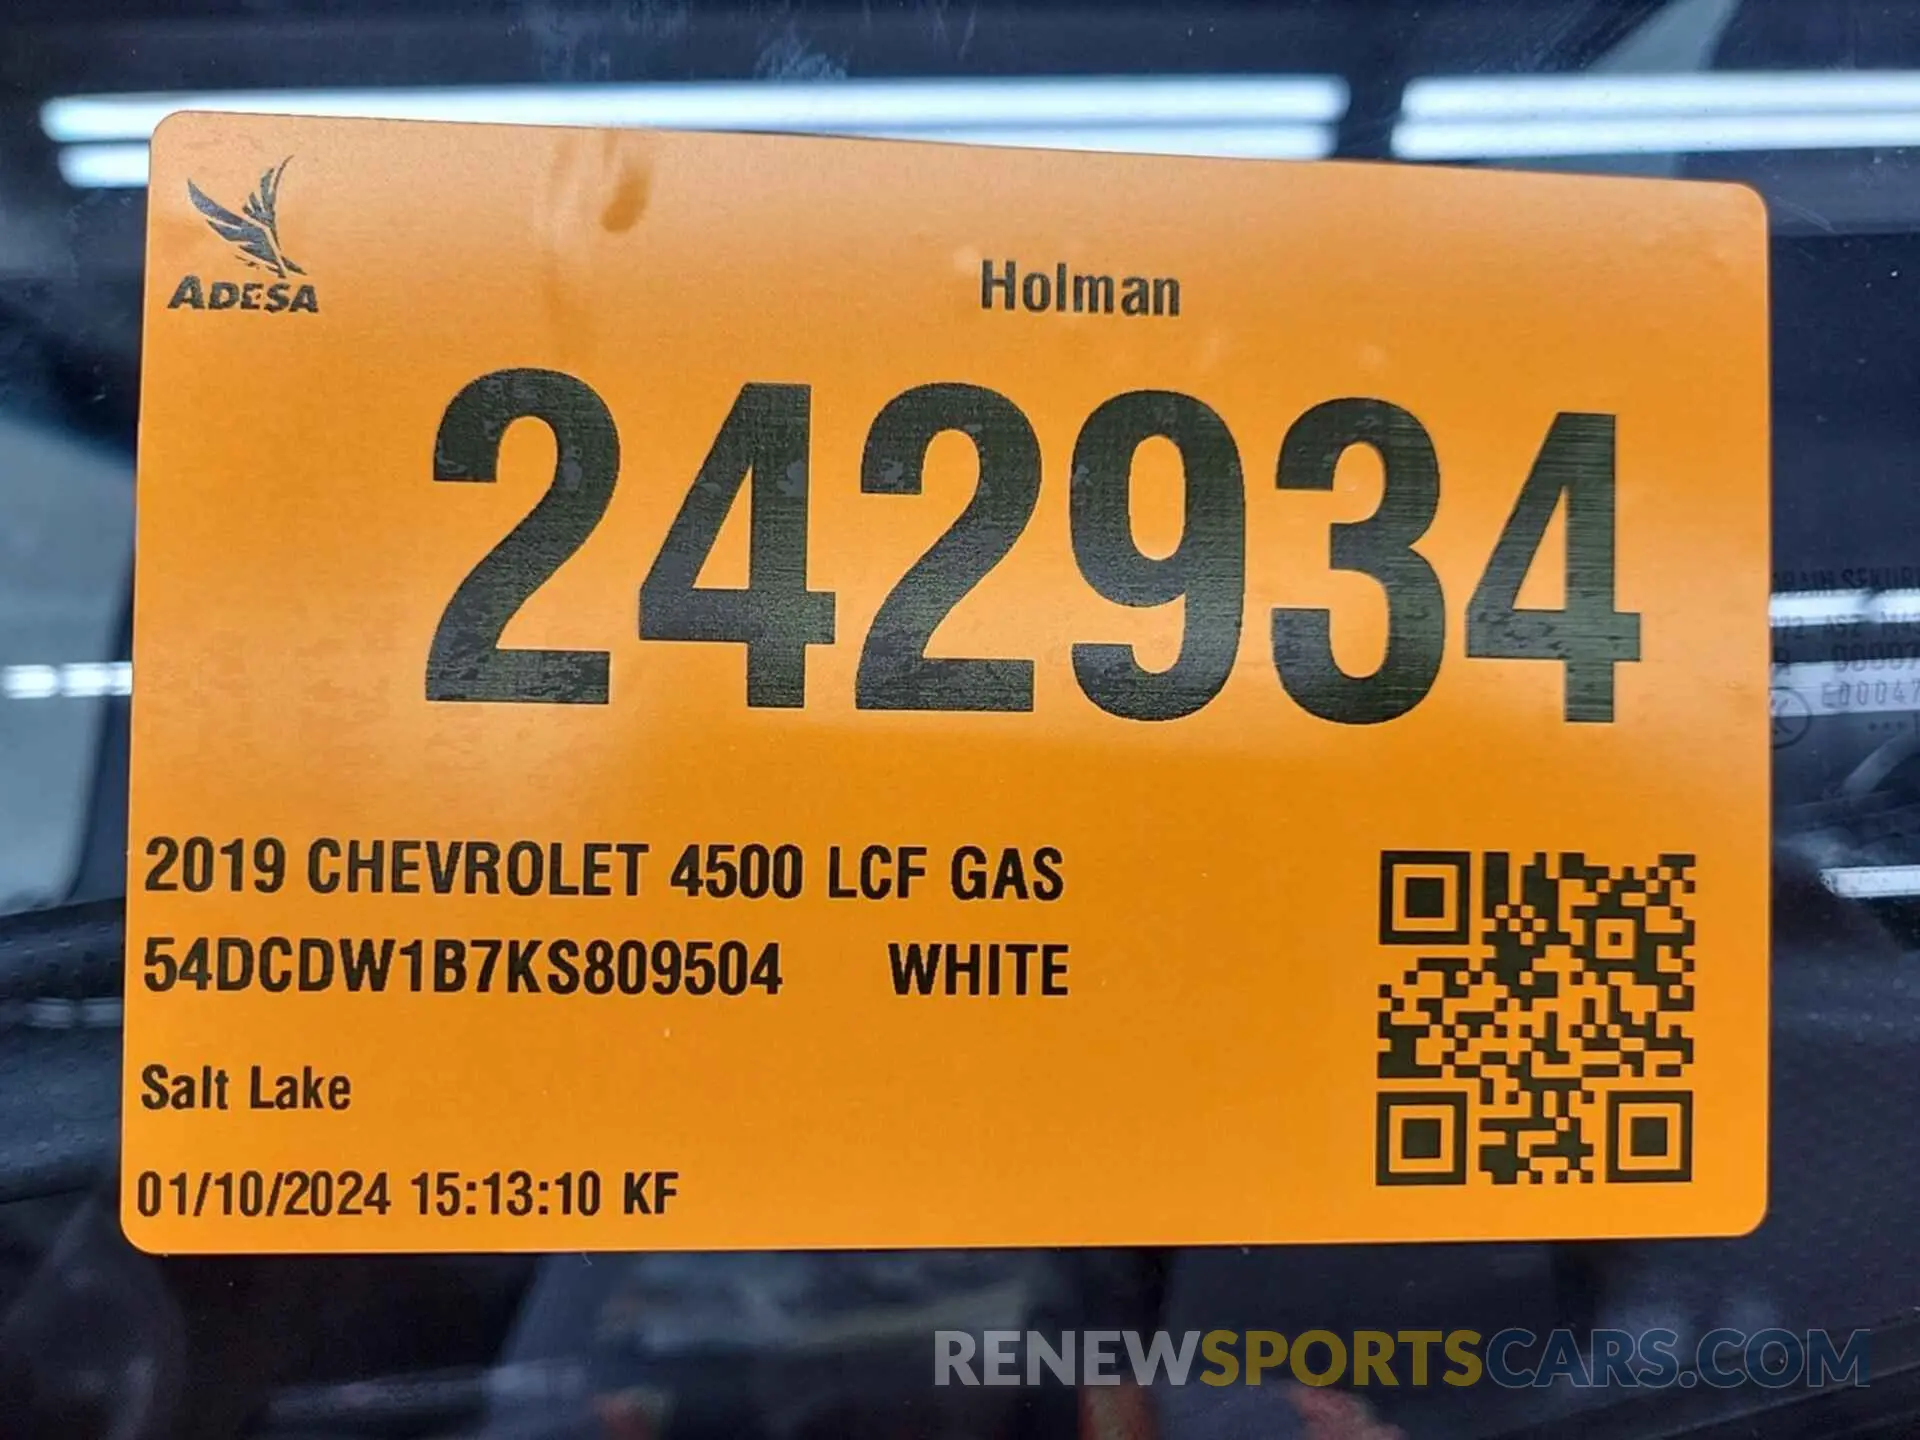 ADESA
Holman
242934
2019 CHEVROLET 4500 LCF GAS
54DCDW1B7KS809504 WHITE
Salt Lake
01/10/2024 15:13:10 KF
RENEWSPORTSCARS.COM